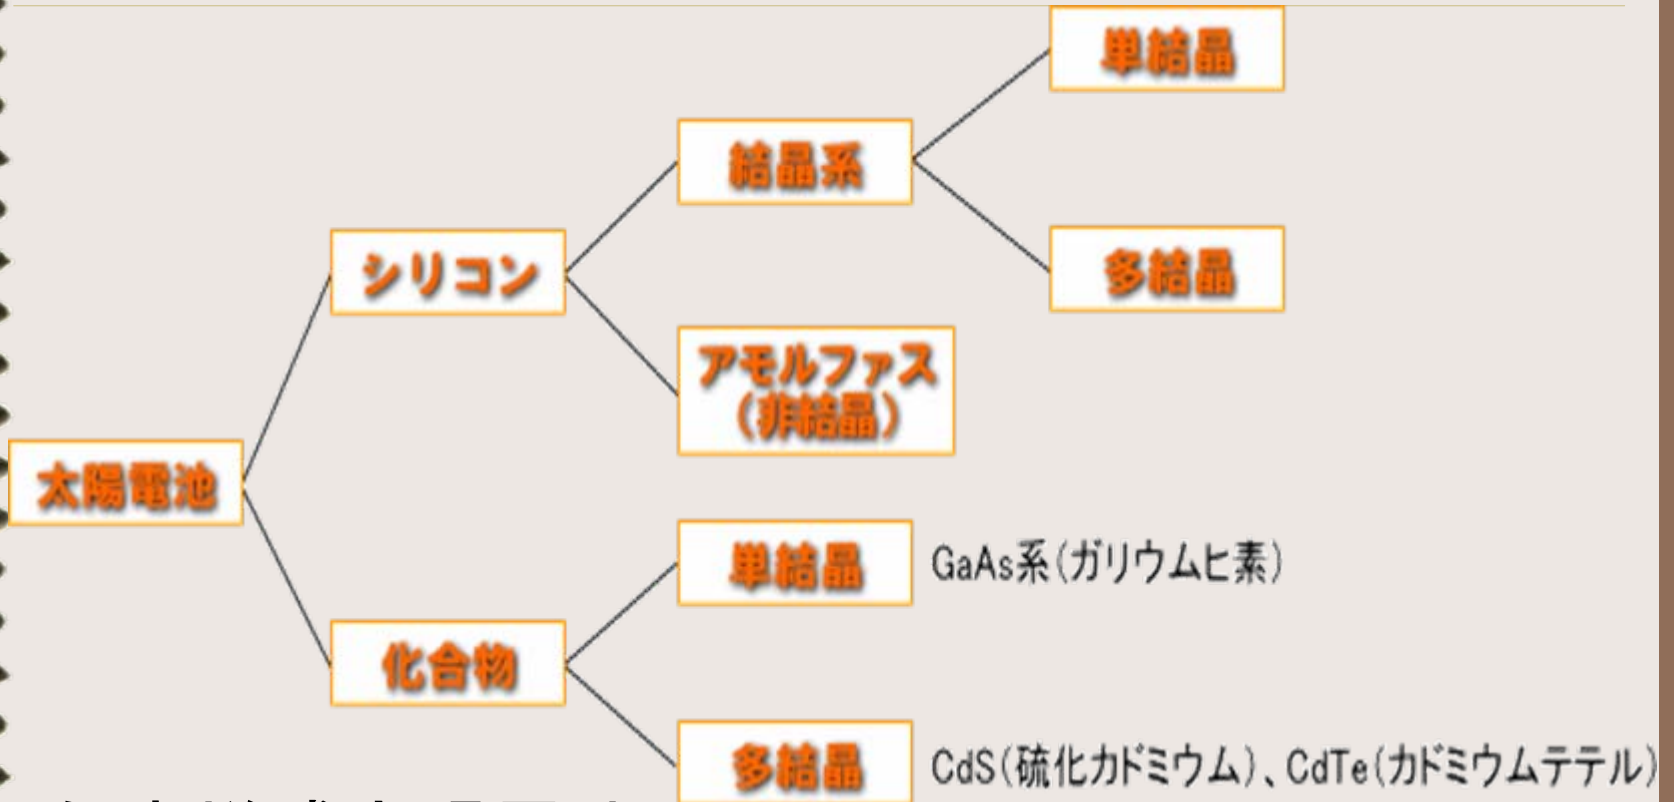 単結晶
結晶系
シリコン
多結晶
アモルファス
(非結晶)
太陽電池
単結晶 GaAs系(ガリウムヒ素)
化合物
多結晶 CdS(硫化カドミウム)、CdTe(カドミウムテテル)